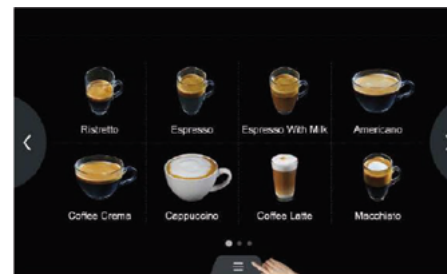 Ristretto
Espresso
Espresso With Milk
Americano
Coffee Crema
Cappuccino
Coffee Latte
Macchiato